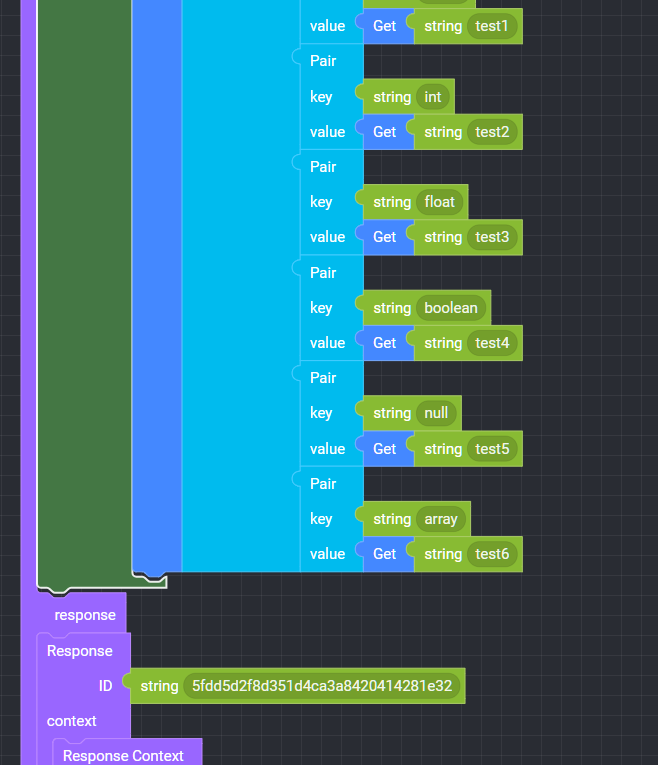 value Get string test1
Pair
key string int
value Get string test2
Pair
key string float
value Get string test3
Pair
key string boolean
value Get string test4
Pair
key string null
value Get string test5
Pair
key string array
value Get string test6
response
Response
ID string 5fdd5d2f8d351d4ca3a8420414281e32
context
Response Context